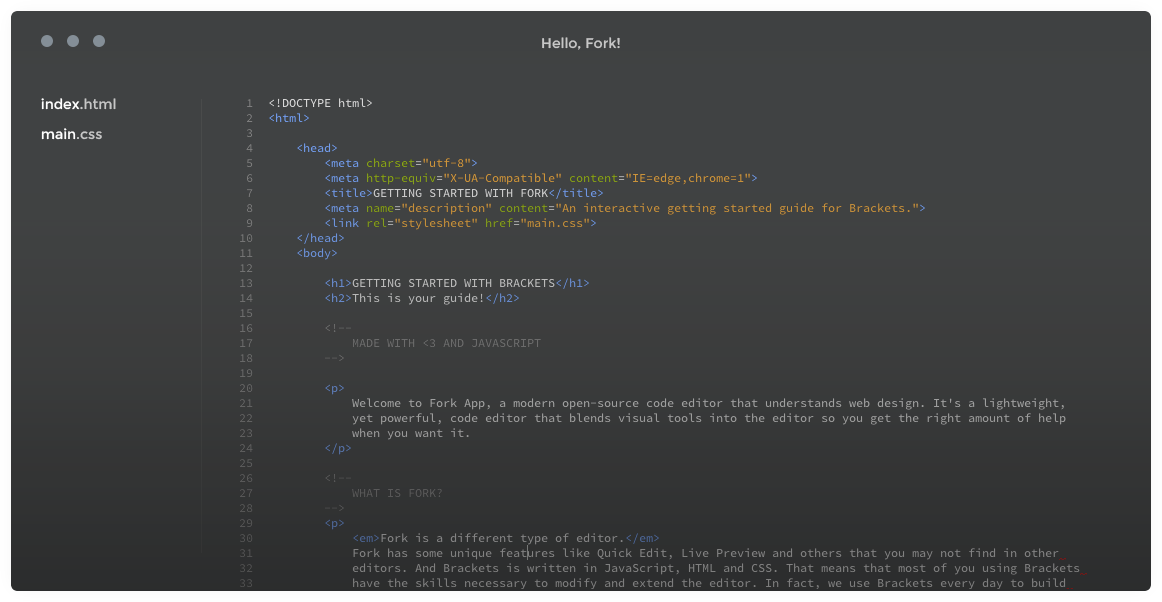 Hello, Fork!
index.html
main.css
1 <!DOCTYPE html>
2 <html>
3
4 <head>
5 <meta charset="utf-8">
6 <meta http-equiv="X-UA-Compatible" content="IE=edge,chrome=1">
7 <title>GETTING STARTED WITH FORK</title>
8 <meta name="description" content="An interactive getting started guide for Brackets.">
9 <link rel="stylesheet" href="main.css">
10 </head>
11 <body>
12
13 <h1>GETTING STARTED WITH BRACKETS</h1>
14 <h2>This is your guide!</h2>
15
16 <!--
17 MADE WITH <3 AND JAVASCRIPT
18 -->
19
20 <p>
21 Welcome to Fork App, a modern open-source code editor that understands web design. It's a lightweight,
22 yet powerful, code editor that blends visual tools into the editor so you get the right amount of help
23 when you want it.
24 </p>
25
26 <!--
27 WHAT IS FORK?
28 -->
29 <p>
30 <em>Fork is a different type of editor.</em>
31 Fork has some unique features like Quick Edit, Live Preview and others that you may not find in other
32 editors. And Brackets is written in JavaScript, HTML and CSS. That means that most of you using Brackets
33 have the skills necessary to modify and extend the editor. In fact, we use Brackets every day to build